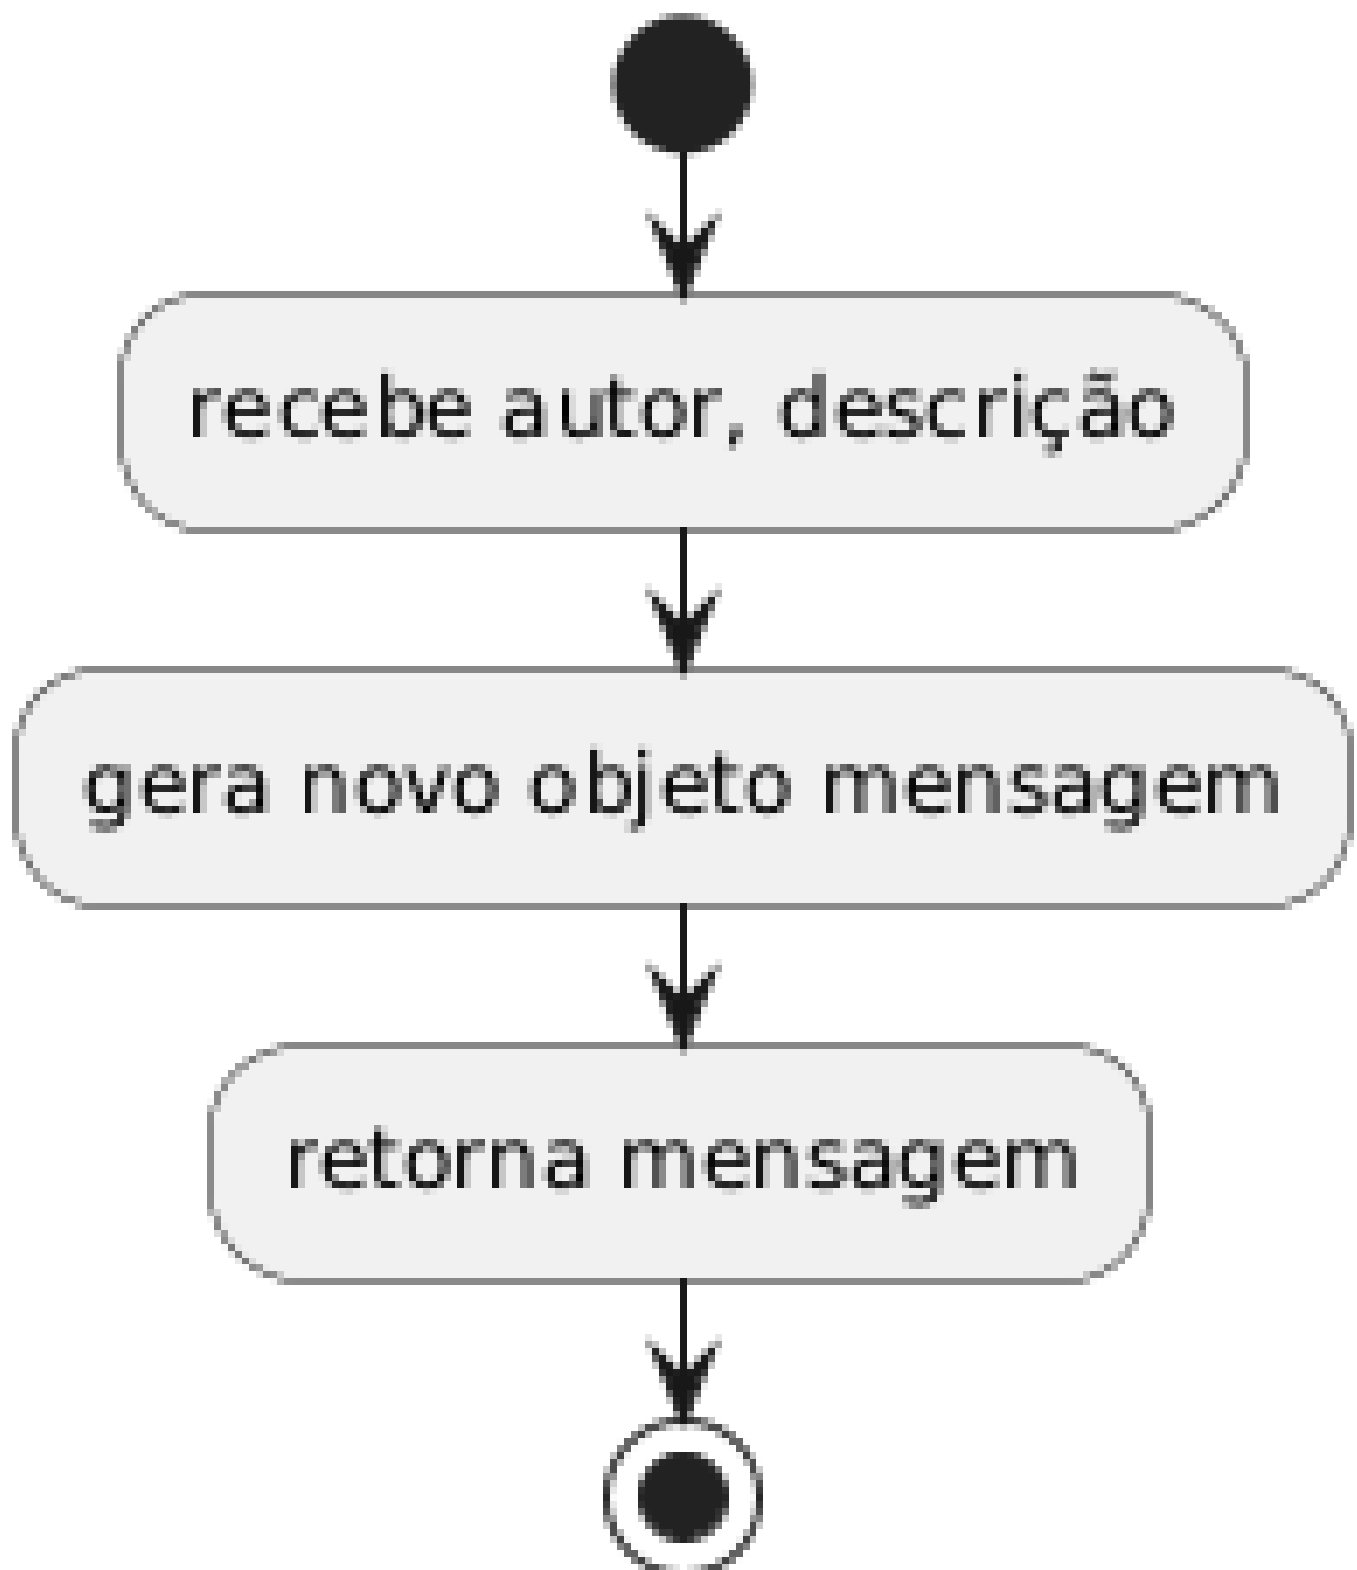 recebe autor, descrição
gera novo objeto mensagem
retorna mensagem